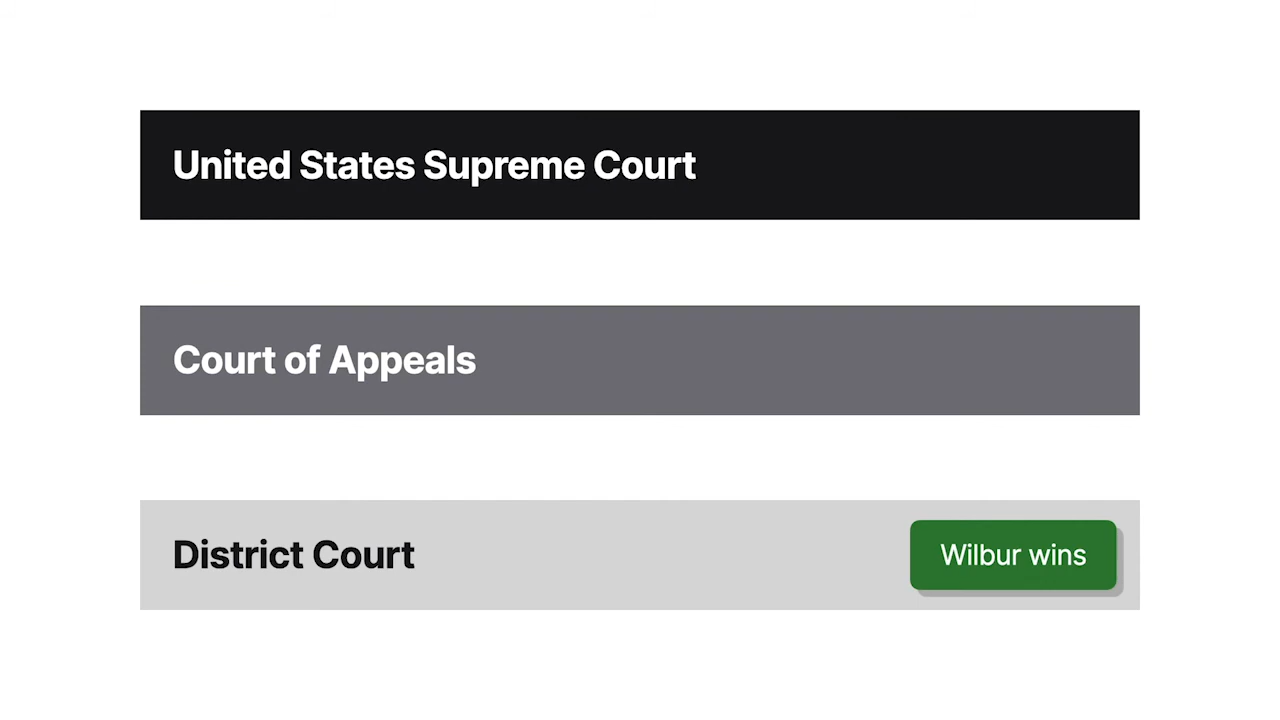 United States Supreme Court
Court of Appeals
District Court
Wilbur wins